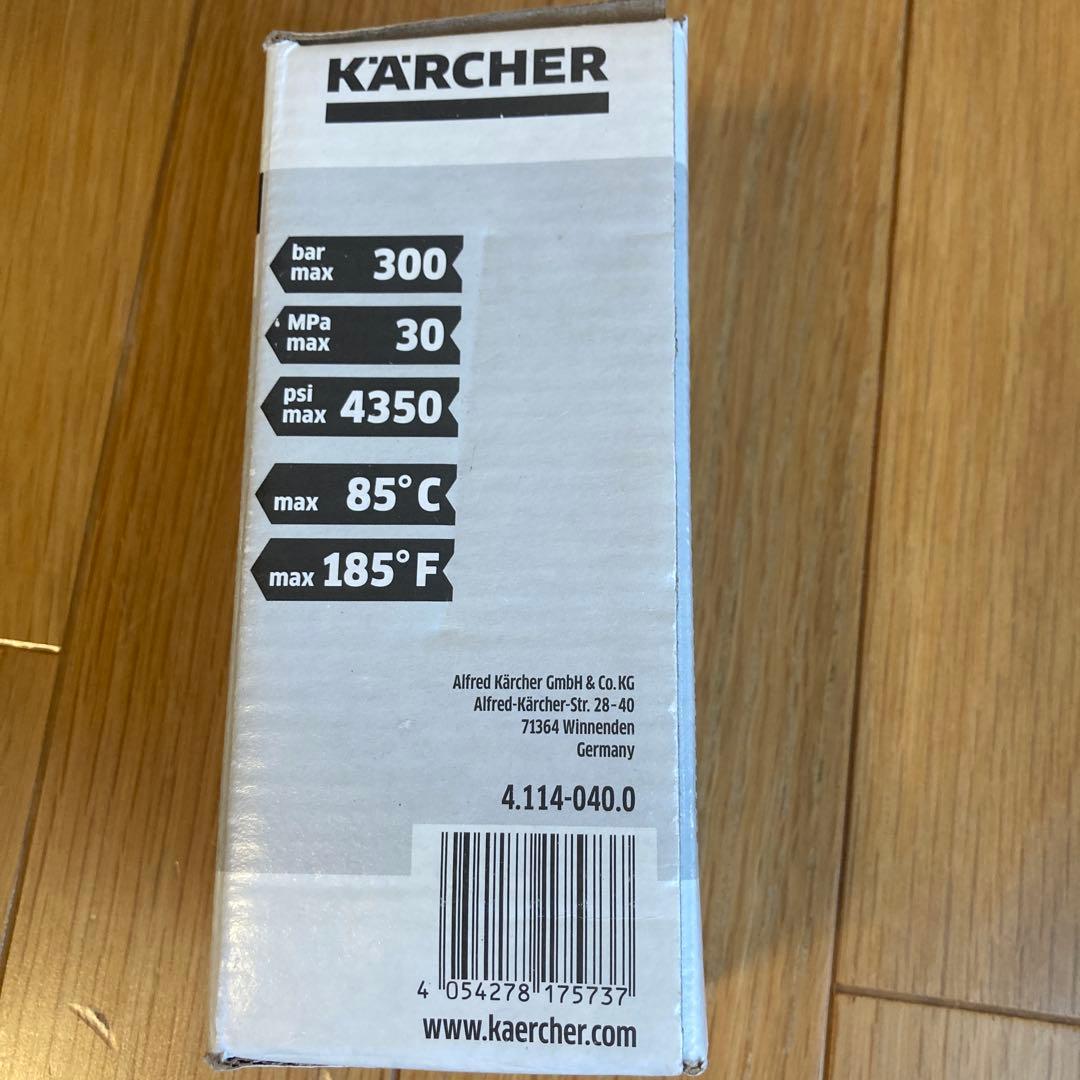 KÄRCHER
bar
max 300
MPa
max 30
psi
max 4350
max 85°C
max 185°F
Alfred Kärcher GmbH & Co. KG
Alfred-Kärcher-Str. 28-40
71364 Winnenden
Germany
4.114-040.0
4 054278 175737
www.kaercher.com